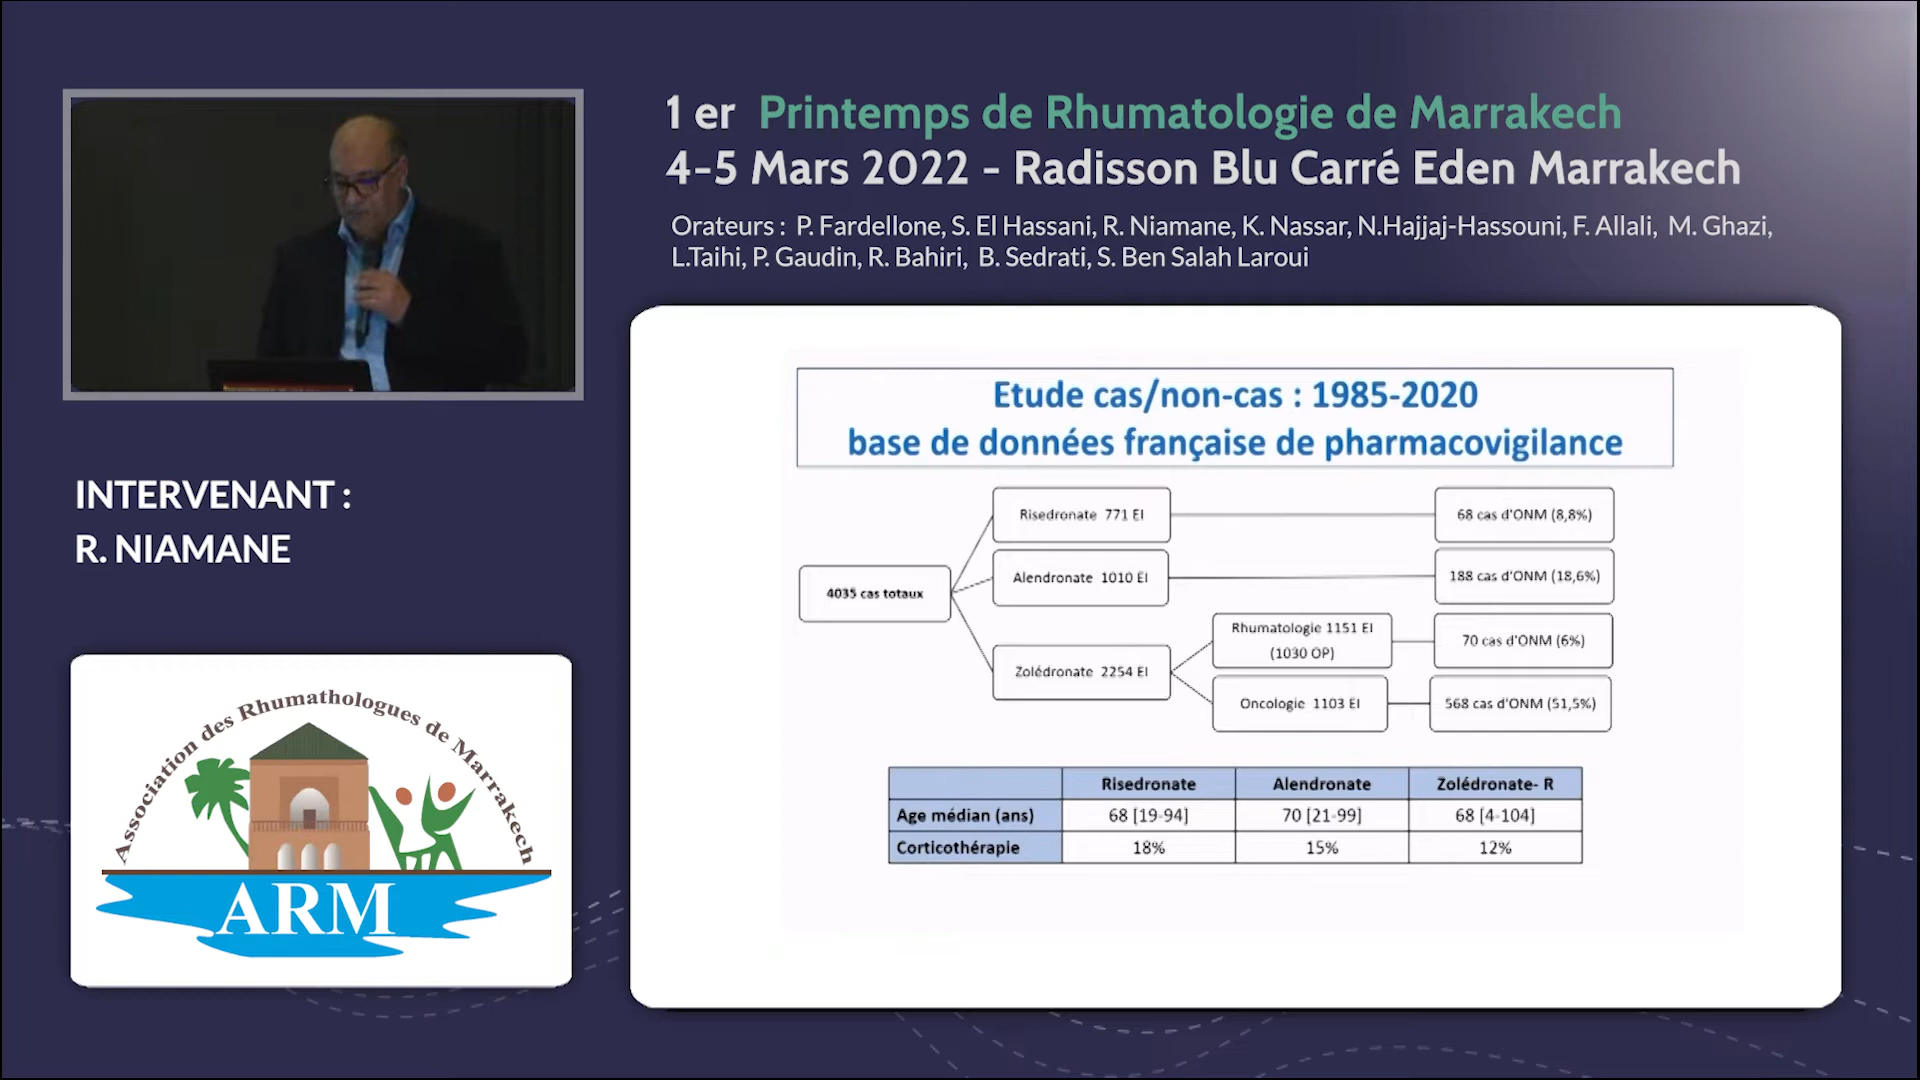 1 er Printemps de Rhumatologie de Marrakech
4-5 Mars 2022 - Radisson Blu Carré Eden Marrakech
Orateurs : P. Fardellone, S. El Hassani, R. Niamane, K. Nassar, N.Hajjaj-Hassouni, F. Allali, M. Ghazi,
L.Taihi, P. Gaudin, R. Bahiri, B. Sedrati, S. Ben Salah Laroui
INTERVENANT :
R. NIAMANE
Association des Rhumathologues de Marrakech
ARM
Etude cas/non-cas : 1985-2020
base de données française de pharmacovigilance
4035 cas totaux
Risedronate 771 EI
68 cas d'ONM (8,8%)
Alendronate 1010 EI
188 cas d'ONM (18,6%)
Zolédronate 2254 EI
Rhumatologie 1151 EI
(1030 OP)
70 cas d'ONM (6%)
Oncologie 1103 EI
568 cas d'ONM (51,5%)
Risedronate Alendronate Zolédronate- R
Age médian (ans) 68 [19-94] 70 [21-99] 68 [4-104]
Corticothérapie 18% 15% 12%